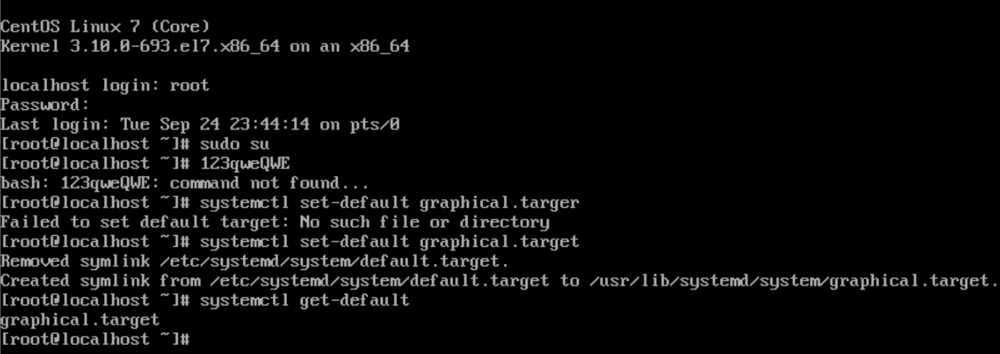 CentOS Linux 7 (Core)
Kernel 3.10.0-693.el7.x86_64 on an x86_64
localhost login: root
Password:
Last login: Tue Sep 24 23:44:14 on pts/0
[root@localhost ~]# sudo su
[root@localhost ~]# 123qweQWE
bash: 123qweQWE: command not found...
[root@localhost ~]# systemctl set-default graphical.targer
Failed to set default target: No such file or directory
[root@localhost ~]# systemctl set-default graphical.target
Removed symlink /etc/systemd/system/default.target.
Created symlink from /etc/systemd/system/default.target to /usr/lib/systemd/system/graphical.target.
[root@localhost ~]# systemctl get-default
graphical.target
[root@localhost ~]#